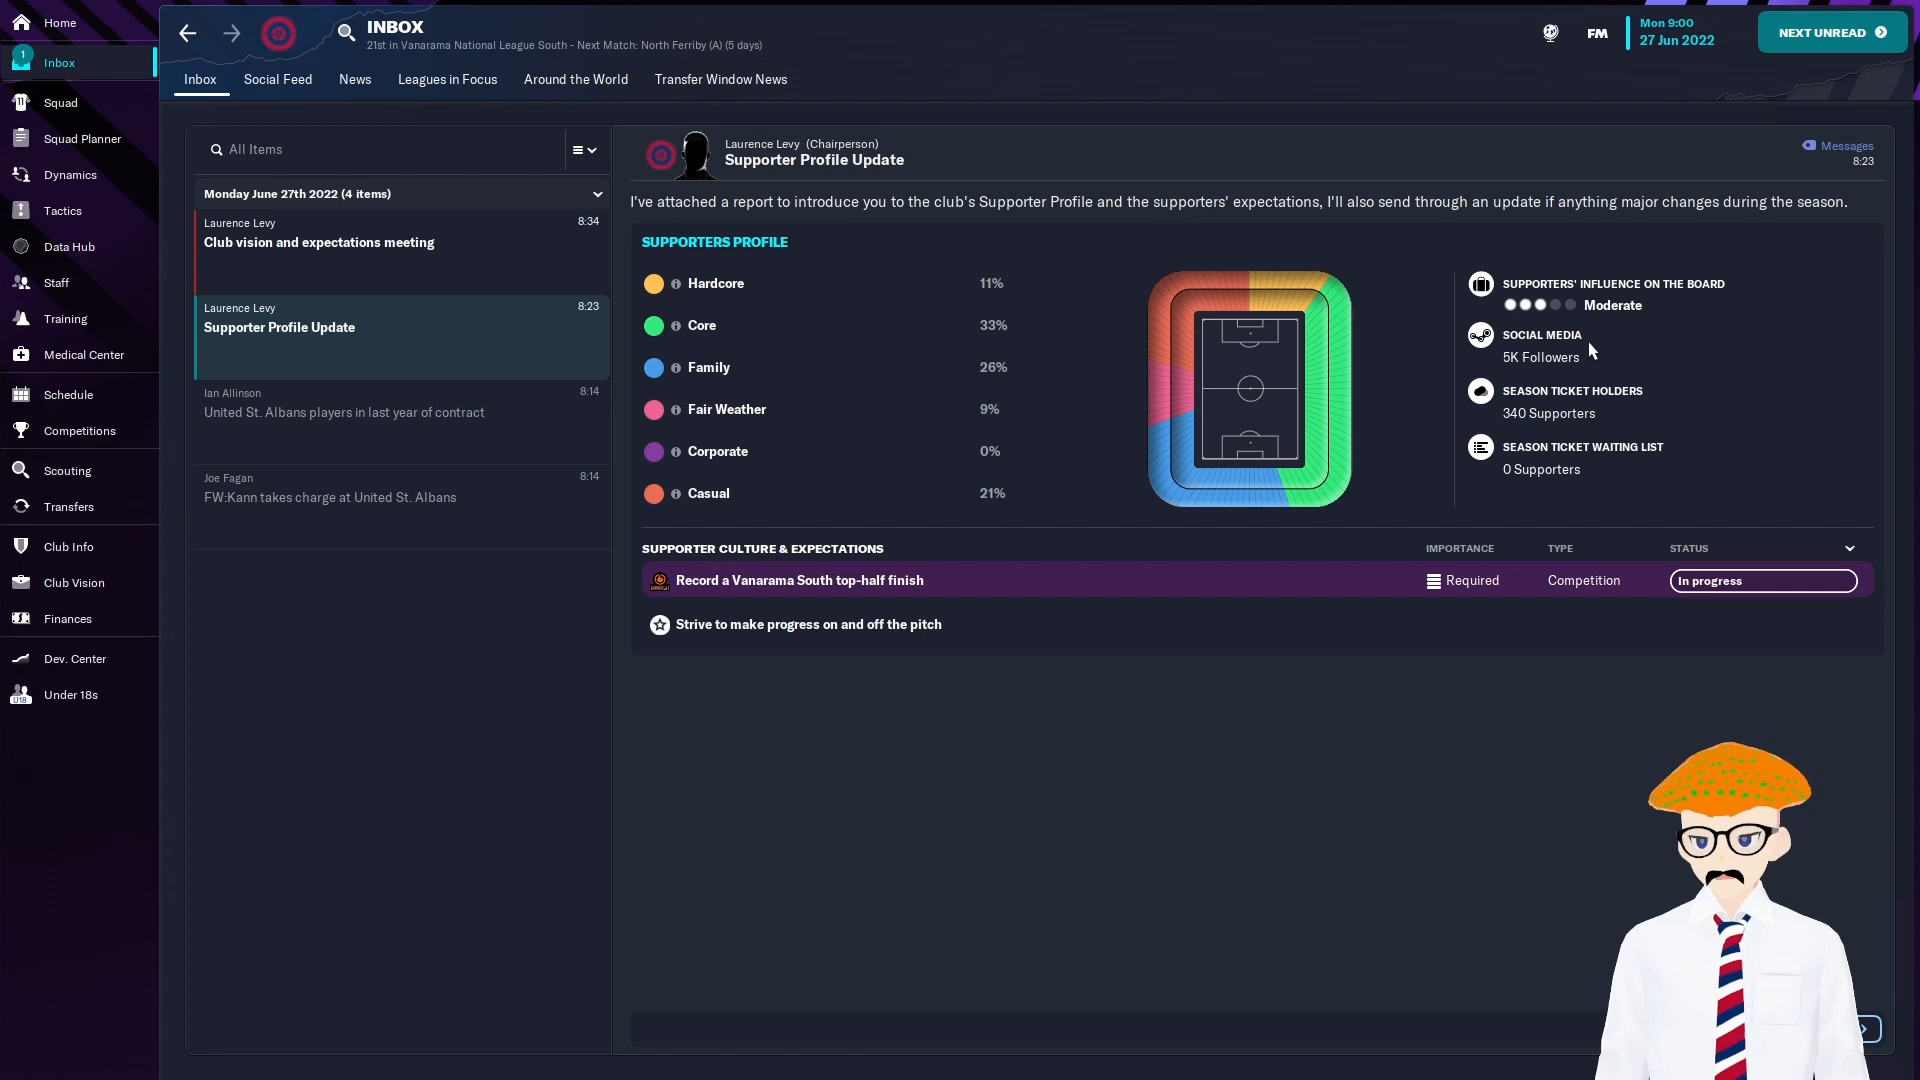 Home
1
Inbox
Squad
Squad Planner
Dynamics
Tactics
Data Hub
Staff
Training
Medical Center
Schedule
Competitions
Scouting
Transfers
Club Info
Club Vision
Finances
Dev. Center
U18
Under 18s
INBOX
21st in Vanarama National League South - Next Match: North Ferriby (A) (5 days)
FM
Mon 9:00
27 Jun 2022
NEXT UNREAD
Inbox
Social Feed
News
Leagues in Focus
Around the World
Transfer Window News
All Items
Monday June 27th 2022 (4 items)
Laurence Levy 8:34
Club vision and expectations meeting
Laurence Levy 8:23
Supporter Profile Update
Ian Allinson 8:14
United St. Albans players in last year of contract
Joe Fagan 8:14
FW:Kann takes charge at United St. Albans
Laurence Levy (Chairperson)
Supporter Profile Update
Messages
8:23
I've attached a report to introduce you to the club's Supporter Profile and the supporters' expectations, I'll also send through an update if anything major changes during the season.
SUPPORTERS PROFILE
Hardcore 11%
Core 33%
Family 26%
Fair Weather 9%
Corporate 0%
Casual 21%
SUPPORTERS' INFLUENCE ON THE BOARD
Moderate
SOCIAL MEDIA
5K Followers
SEASON TICKET HOLDERS
340 Supporters
SEASON TICKET WAITING LIST
0 Supporters
SUPPORTER CULTURE & EXPECTATIONS IMPORTANCE TYPE STATUS
Record a Vanarama South top-half finish Required Competition In progress
Strive to make progress on and off the pitch